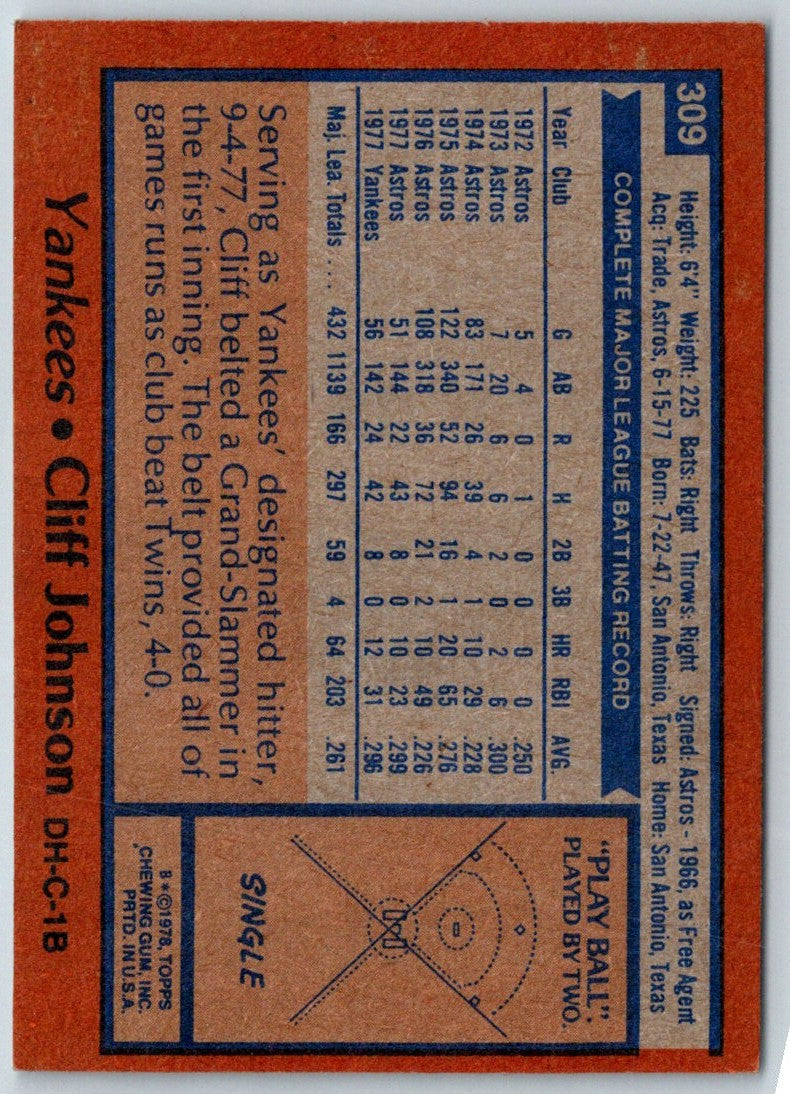 309
Height: 6'4" Weight: 225 Bats: Right Throws: Right Signed: Astros - 1966, as Free Agent
Acq: Trade, Astros, 6-15-77 Born: 7-22-47, San Antonio, Texas Home: San Antonio, Texas
COMPLETE MAJOR LEAGUE BATTING RECORD
Year Club G AB R H 2B 3B HR RBI AVG.
1972 Astros 5 4 0 1 0 0 0 0 .250
1973 Astros 7 20 6 6 2 0 2 6 .300
1974 Astros 83 171 26 39 4 1 10 29 .228
1975 Astros 122 340 52 94 16 1 20 65 .276
1976 Astros 108 318 36 72 21 2 10 49 .226
1977 Astros 51 144 22 43 8 0 10 23 .299
1977 Yankees 56 142 24 42 8 0 12 31 .296
Maj. Lea. Totals .... 432 1139 166 297 59 4 64 203 .261
Serving as Yankees' designated hitter,
9-4-77, Cliff belted a Grand-Slammer in
the first inning. The belt provided all of
games runs as club beat Twins, 4-0.
"PLAY BALL":
PLAYED BY TWO.
SINGLE
B*©1978, TOPPS
CHEWING GUM, INC.
PRTD. IN U.S.A.
Yankees • Cliff Johnson DH-C-1B